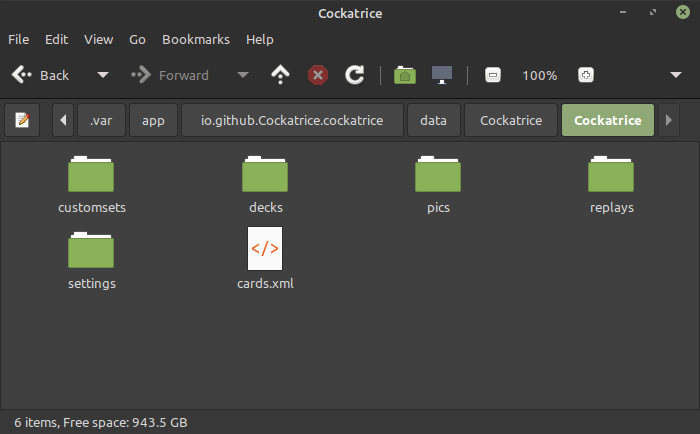 Cockatrice
File Edit View Go Bookmarks Help
Back Forward 100%
.var app io.github.Cockatrice.cockatrice data Cockatrice Cockatrice
customsets decks pics replays
</>
settings cards.xml
6 items, Free space: 943.5 GB